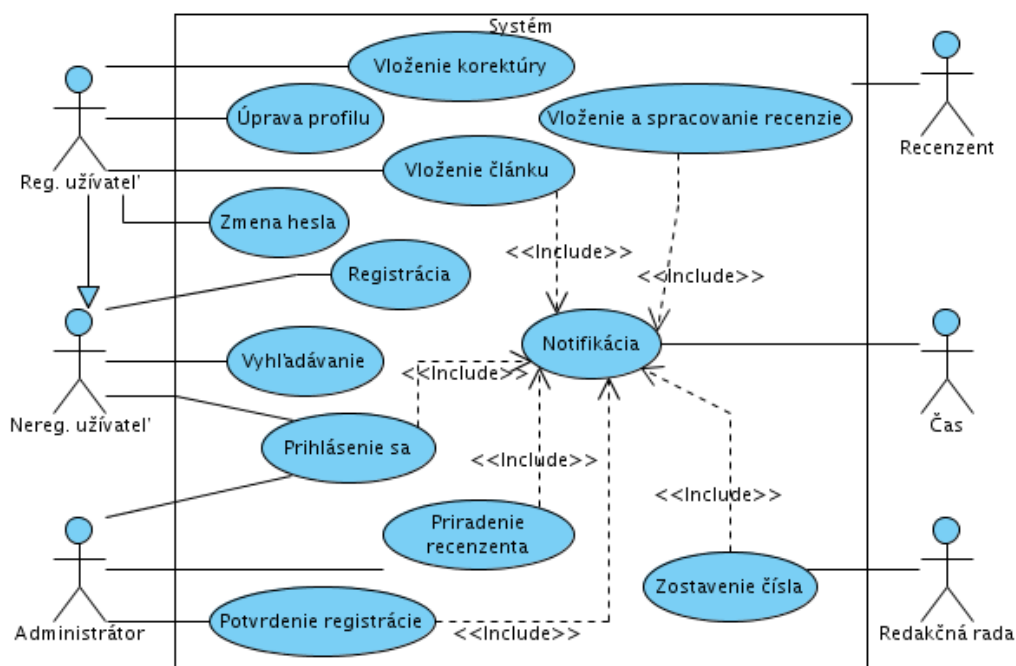 Systém
Vloženie korektúry
Úprava profilu
Vloženie a spracovanie recenzie
Recenzent
Vloženie článku
Reg. užívateľ
Zmena hesla
<<Include>>
Registrácia
<<Include>>
Notifikácia
Vyhľadávanie
<<Include>>
Nereg. užívateľ
Čas
Prihlásenie sa
<<Include>>
<<Include>>
Priradenie
recenzenta
Zostavenie čísla
Potvrdenie registrácie
<<Include>>
Administrátor
Redakčná rada